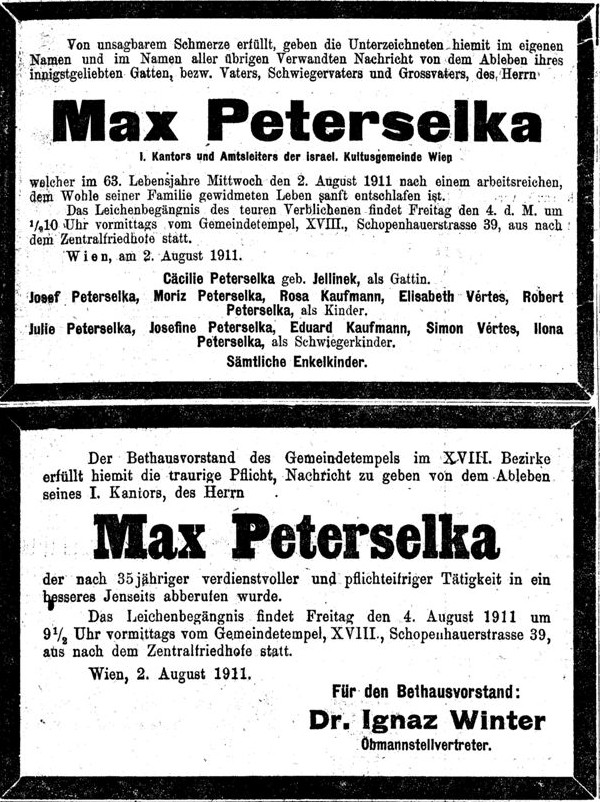 Von unsagbarem Schmerze erfüllt, geben die Unterzeichneten hiemit im eigenen
Namen und im Namen aller übrigen Verwandten Nachricht von dem Ableben ihres
innigstgeliebten Gatten, bezw. Vaters, Schwiegervaters und Grossvaters, des Herrn
Max Peterselka
I. Kantors und Amtsleiters der israel. Kultusgemeinde Wien
welcher im 63. Lebensjahre Mittwoch den 2. August 1911 nach einem arbeitsreichen,
dem Wohle seiner Familie gewidmeten Leben sanft entschlafen ist.
Das Leichenbegängnis des teuren Verblichenen findet Freitag den 4. d. M. um
1/210 Uhr vormittags vom Gemeindetempel, XVIII., Schopenhauerstrasse 39, aus nach
dem Zentralfriedhofe statt.
Wien, am 2. August 1911.
Cäcilie Peterselka geb. Jellinek, als Gattin.
Josef Peterselka, Moriz Peterselka, Rosa Kaufmann, Elisabeth Vértes, Robert
Peterselka, als Kinder.
Julie Peterselka, Josefine Peterselka, Eduard Kaufmann, Simon Vértes, Ilona
Peterselka, als Schwiegerkinder.
Sämtliche Enkelkinder.
Der Bethausvorstand des Gemeindetempels im XVIII. Bezirke
erfüllt hiemit die traurige Pflicht, Nachricht zu geben von dem Ableben
seines I. Kantors, des Herrn
Max Peterselka
der nach 35jähriger verdienstvoller und pflichteifriger Tätigkeit in ein
besseres Jenseits abberufen wurde.
Das Leichenbegängnis findet Freitag den 4. August 1911 um
9 1/2 Uhr vormittags vom Gemeindetempel, XVIII., Schopenhauerstrasse 39,
aus nach dem Zentralfriedhofe statt.
Wien, 2. August 1911.
Für den Bethausvorstand:
Dr. Ignaz Winter
Obmannstellvertreter.